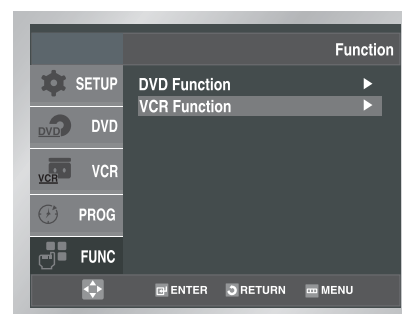 Function
SETUP
DVD Function ►
VCR Function ►
DVD DVD
VCR VCR
PROG
FUNC
ENTER RETURN MENU